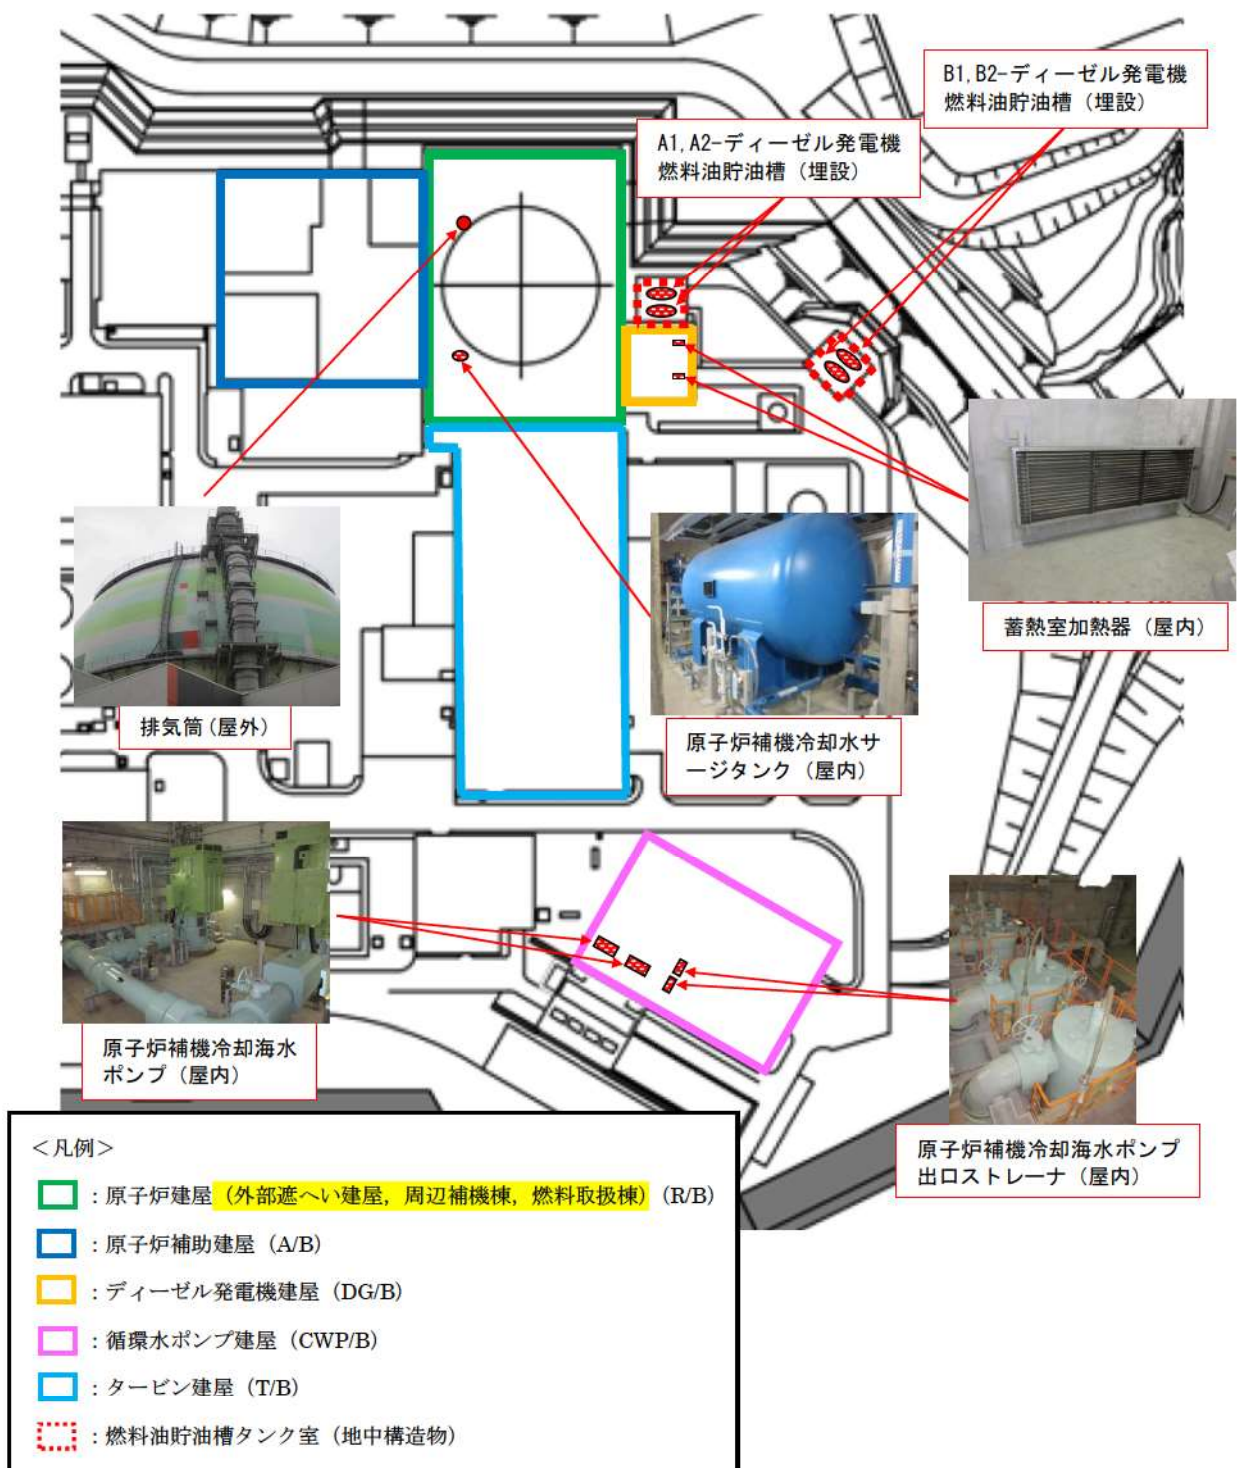 B1,B2-ディーゼル発電機
燃料油貯油槽（埋設）
A1,A2-ディーゼル発電機
燃料油貯油槽（埋設）
蓄熱室加熱器（屋内）
排気筒(屋外)
原子炉補機冷却水サ
ージタンク（屋内）
原子炉補機冷却海水
ポンプ（屋内）
原子炉補機冷却海水ポンプ
出口ストレーナ（屋内）
＜凡例＞
：原子炉建屋（外部遮へい建屋，周辺補機棟，燃料取扱棟）（R/B）
：原子炉補助建屋（A/B）
：ディーゼル発電機建屋（DG/B）
：循環水ポンプ建屋（CWP/B）
：タービン建屋（T/B）
：燃料油貯油槽タンク室（地中構造物）